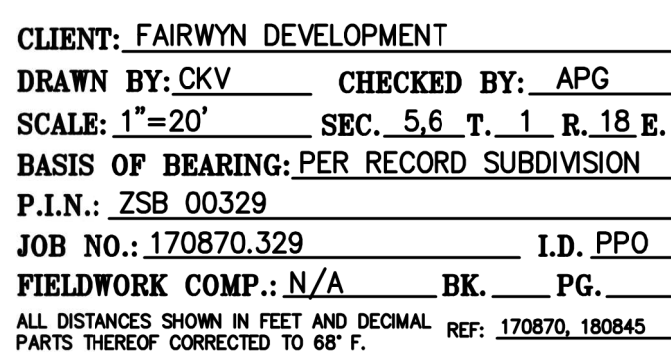 CLIENT: FAIRWYN DEVELOPMENT
DRAWN BY: CKV CHECKED BY: APG
SCALE: 1"=20' SEC. 5,6 T. 1 R. 18 E.
BASIS OF BEARING: PER RECORD SUBDIVISION
P.I.N.: ZSB 00329
JOB NO.: 170870.329 I.D. PPO
FIELDWORK COMP.: N/A BK. PG.
ALL DISTANCES SHOWN IN FEET AND DECIMAL REF: 170870, 180845
PARTS THEREOF CORRECTED TO 68° F.